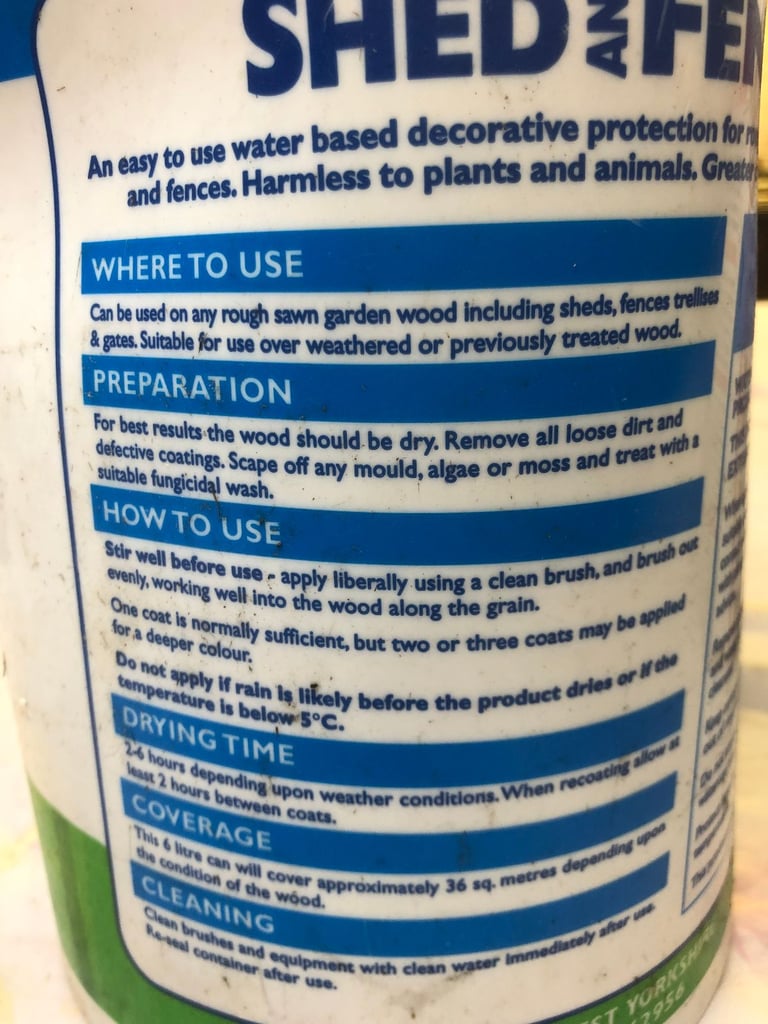 SHED AND
An easy to use water based decorative protection for
and fences. Harmless to plants and animals.
WHERE TO USE
Can be used on any rough sawn garden wood including sheds, fences trellises
& gates. Suitable for use over weathered or previously treated wood.
PREPARATION
For best results the wood should be dry. Remove all loose dirt and
defective coatings. Scape off any mould, algae or moss and treat with a
suitable fungicidal wash.
HOW TO USE
Stir well before use - apply liberally using a clean brush, and brush out
evenly, working well into the wood along the grain.
One coat is normally sufficient, but two or three coats may be applied
for a deeper colour.
Do not apply if rain is likely before the product dries or if the
temperature is below 5°C.
DRYING TIME
2-6 hours depending upon weather conditions. When recoating allow at
least 2 hours between coats.
COVERAGE
This 6 litre can will cover approximately 36 sq. metres depending upon
the condition of the wood.
CLEANING
Clean brushes and equipment with clean water immediately after use.
Re-seal container after use.